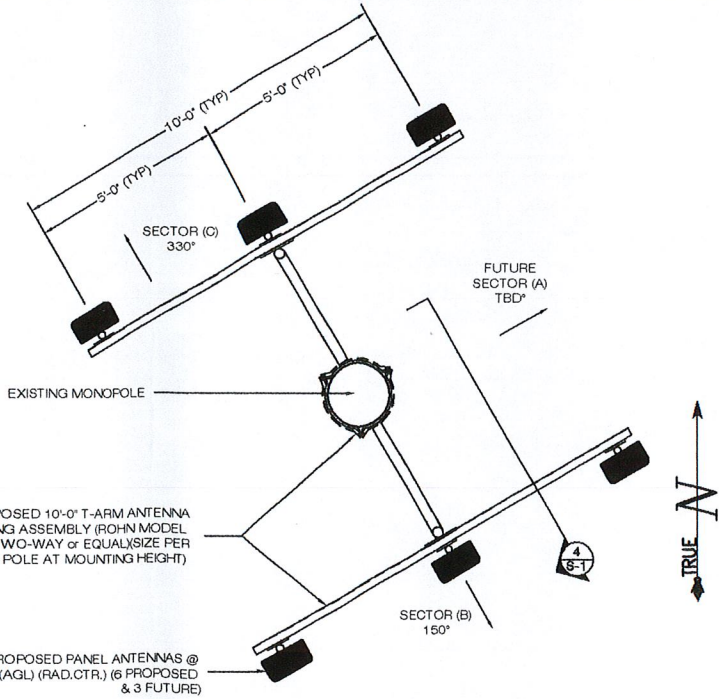 10'-0" (TYP)
5'-0" (TYP)
5'-0" (TYP)
SECTOR (C)
330°
FUTURE
SECTOR (A)
TBD°
EXISTING MONOPOLE
POSED 10'-0" T-ARM ANTENNA
NG ASSEMBLY (ROHN MODEL
WO-WAY or EQUAL)(SIZE PER
POLE AT MOUNTING HEIGHT)
4
S-1
TRUE N
SECTOR (B)
150°
ROPOSED PANEL ANTENNAS @
(AGL) (RAD.CTR.) (6 PROPOSED
& 3 FUTURE)